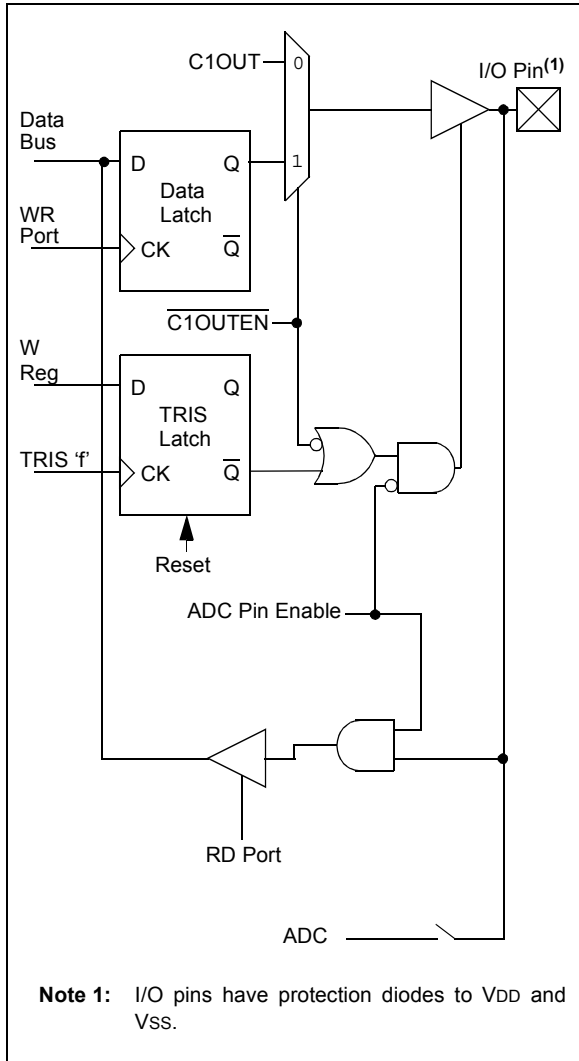 C1OUT
0
I/O Pin(1)
Data
Bus
D
Q
1
Data
Latch
WR
Port
CK
Q̅
C̅1̅O̅U̅T̅E̅N̅
W
Reg
D
Q
TRIS
Latch
TRIS 'f'
CK
Q̅
Reset
ADC Pin Enable
RD Port
ADC
Note 1: I/O pins have protection diodes to VDD and
VSS.